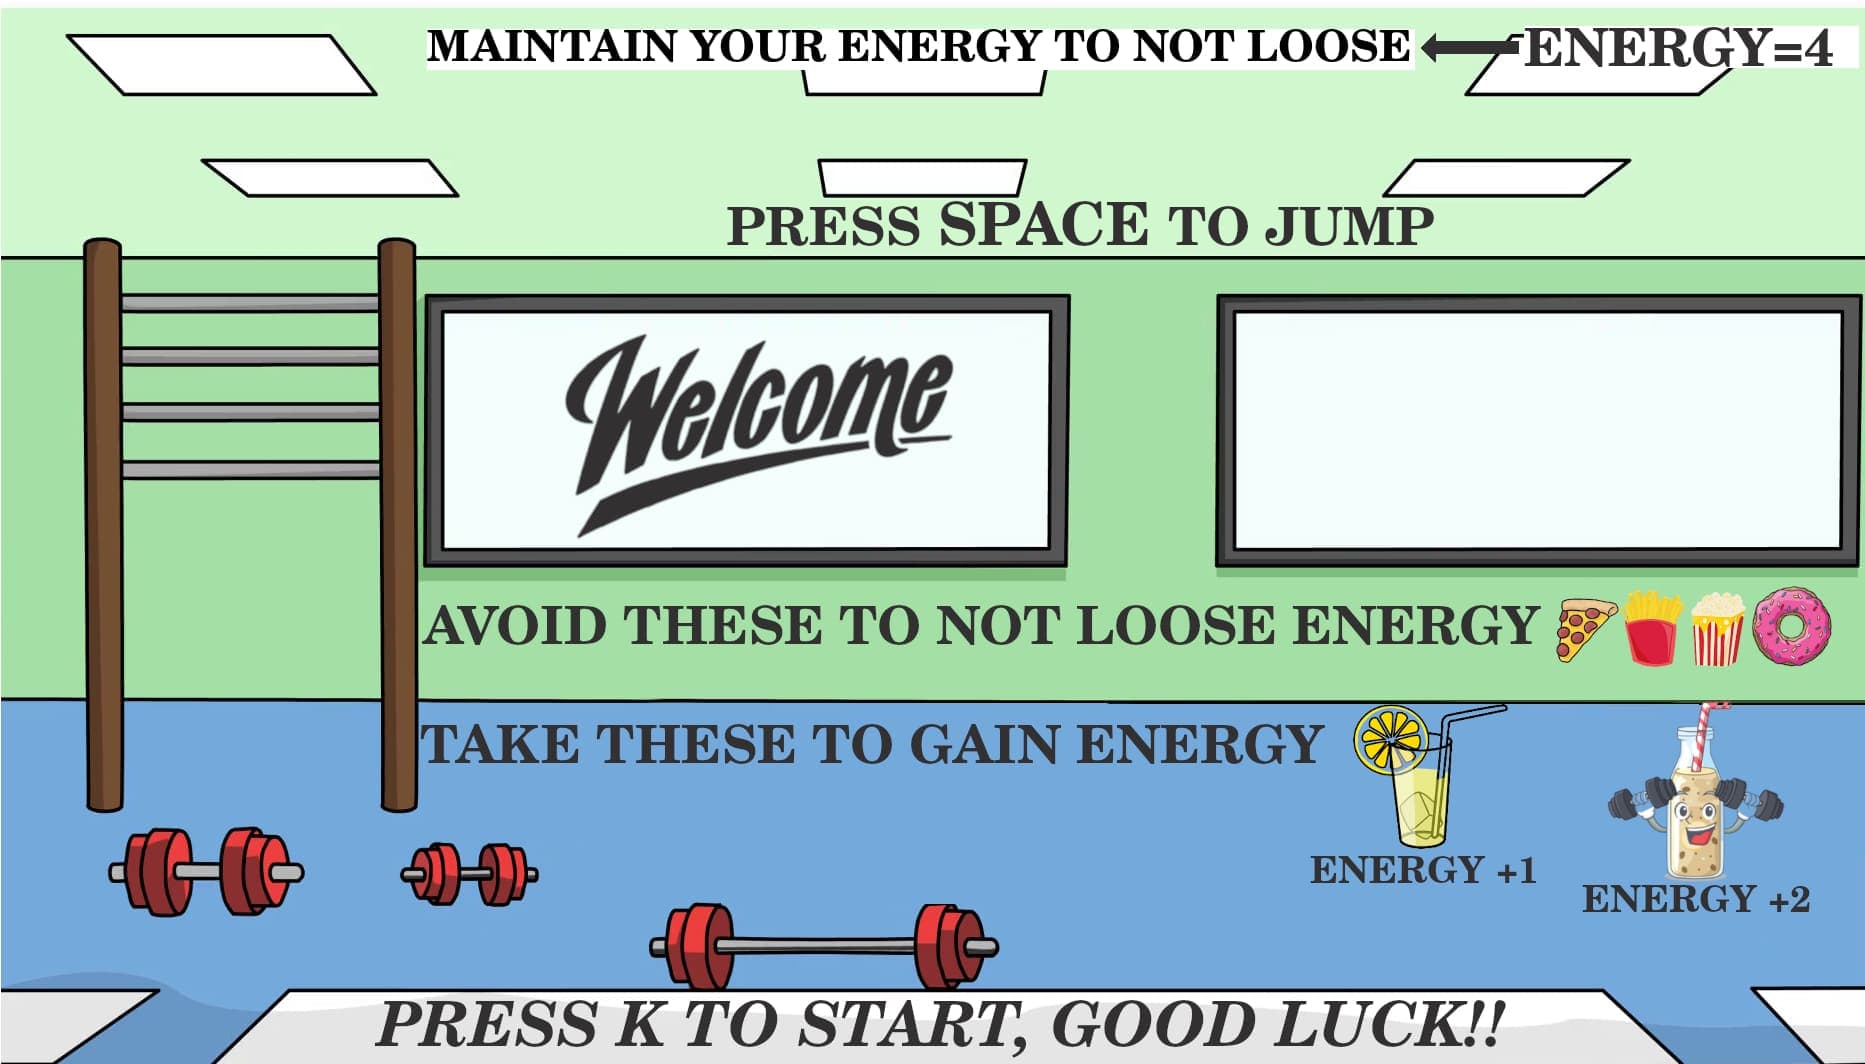 MAINTAIN YOUR ENERGY TO NOT LOOSE ENERGY=4
PRESS SPACE TO JUMP
Welcome
AVOID THESE TO NOT LOOSE ENERGY
TAKE THESE TO GAIN ENERGY
ENERGY +1
ENERGY +2
PRESS K TO START, GOOD LUCK!!